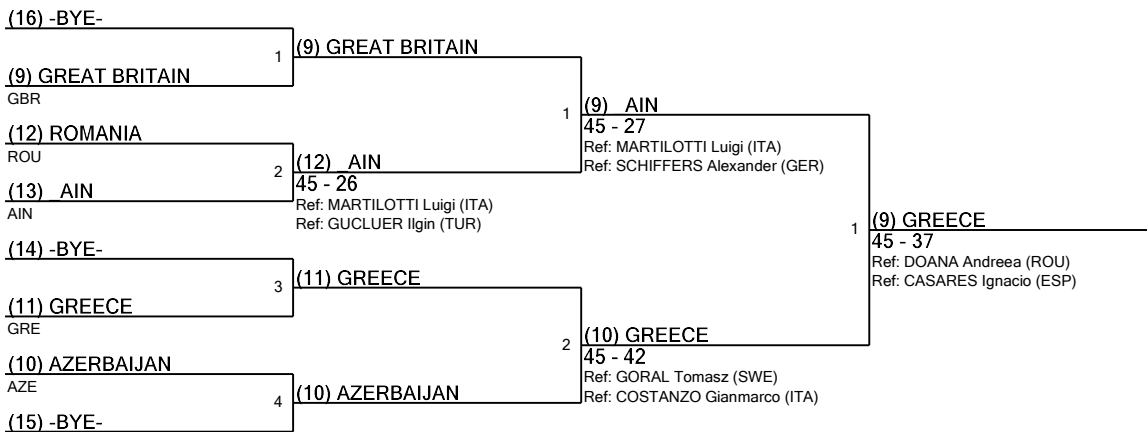 (16) -BYE-
1
(9) GREAT BRITAIN
(9) GREAT BRITAIN
GBR
(12) ROMANIA
ROU
2
(12) _AIN
45 - 26
Ref: MARTILOTTI Luigi (ITA)
Ref: GUCLUER Ilgin (TUR)
(13) _AIN
AIN
1
(9) _AIN
45 - 27
Ref: MARTILOTTI Luigi (ITA)
Ref: SCHIFFERS Alexander (GER)
(14) -BYE-
3
(11) GREECE
(11) GREECE
GRE
(10) AZERBAIJAN
AZE
4
(10) AZERBAIJAN
(15) -BYE-
2
(10) GREECE
45 - 42
Ref: GORAL Tomasz (SWE)
Ref: COSTANZO Gianmarco (ITA)
1
(9) GREECE
45 - 37
Ref: DOANA Andreea (ROU)
Ref: CASARES Ignacio (ESP)